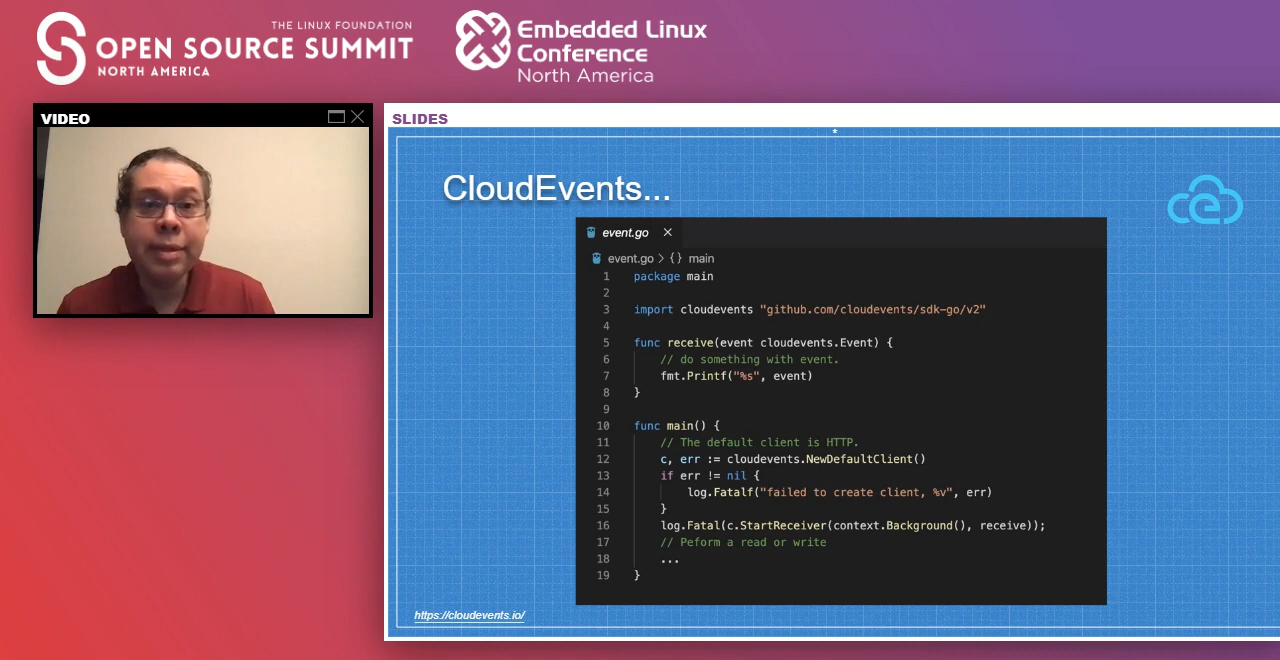 THE LINUX FOUNDATION
OPEN SOURCE SUMMIT
NORTH AMERICA
Embedded Linux
Conference
North America
VIDEO
SLIDES
*
CloudEvents...
event.go
event.go > {} main
1 package main
2
3 import cloudevents "github.com/cloudevents/sdk-go/v2"
4
5 func receive(event cloudevents.Event) {
6 // do something with event.
7 fmt.Printf("%s", event)
8 }
9
10 func main() {
11 // The default client is HTTP.
12 c, err := cloudevents.NewDefaultClient()
13 if err != nil {
14 log.Fatalf("failed to create client, %v", err)
15 }
16 log.Fatal(c.StartReceiver(context.Background(), receive));
17 // Peform a read or write
18 ...
19 }
https://cloudevents.io/